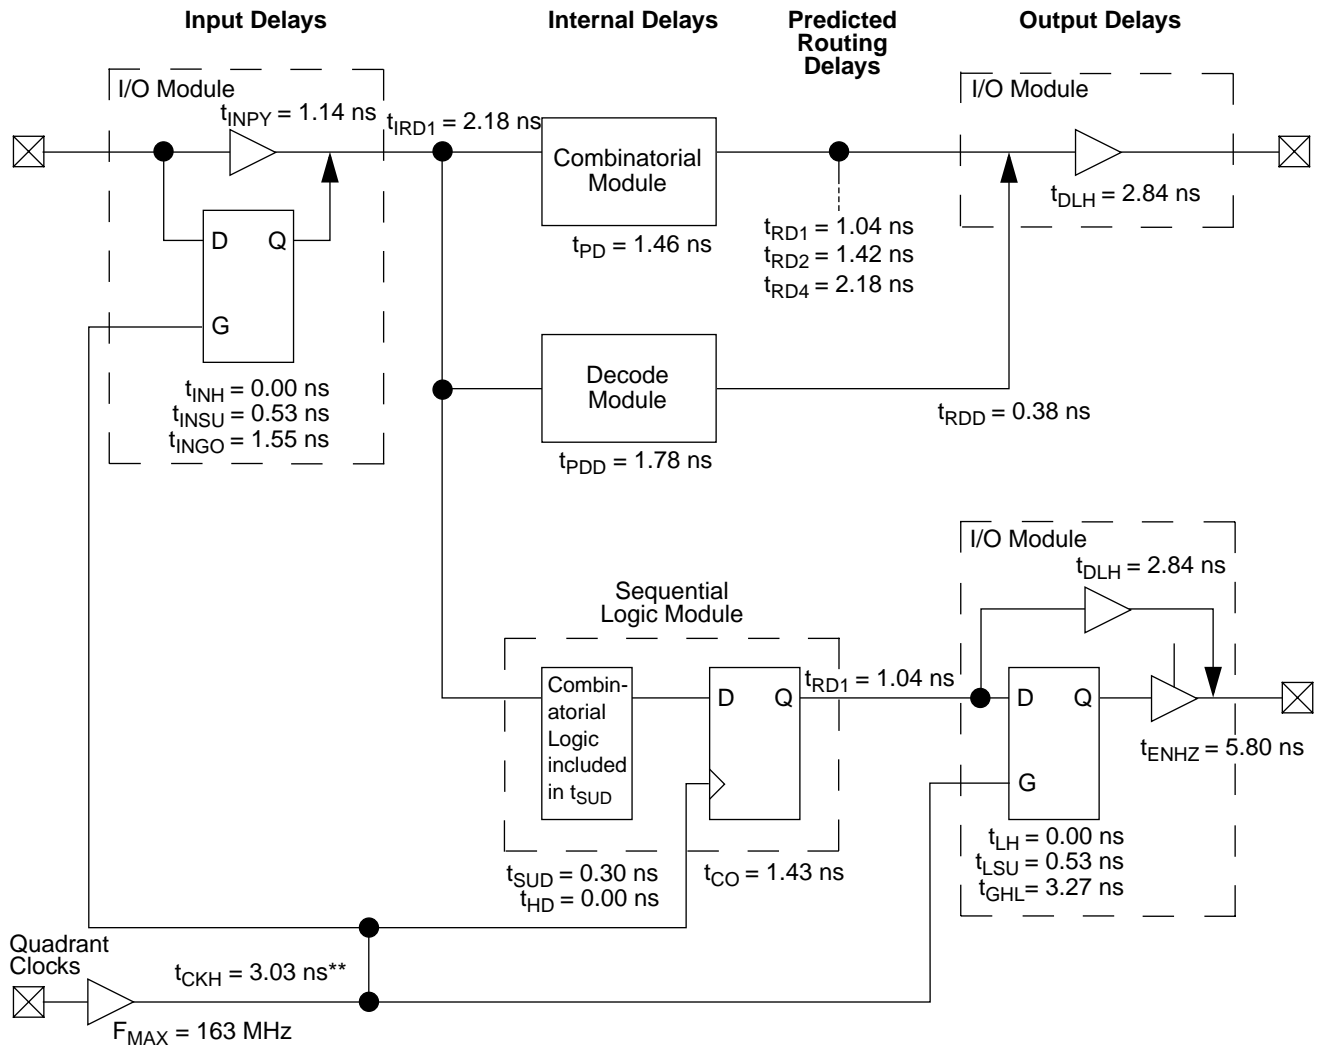 Input Delays
Internal Delays
Predicted
Routing
Delays
Output Delays
I/O Module
tINPY = 1.14 ns
tIRD1 = 2.18 ns
Combinatorial
Module
tPD = 1.46 ns
tRD1 = 1.04 ns
tRD2 = 1.42 ns
tRD4 = 2.18 ns
I/O Module
tDLH = 2.84 ns
D
Q
G
tINH = 0.00 ns
tINSU = 0.53 ns
tINGO = 1.55 ns
Decode
Module
tPDD = 1.78 ns
tRDD = 0.38 ns
Sequential
Logic Module
Combin-
atorial
Logic
included
in tSUD
D
Q
tSUD = 0.30 ns
tHD = 0.00 ns
tCO = 1.43 ns
tRD1 = 1.04 ns
I/O Module
tDLH = 2.84 ns
D
Q
G
tENHZ = 5.80 ns
tLH = 0.00 ns
tLSU = 0.53 ns
tGHL = 3.27 ns
Quadrant
Clocks
tCKH = 3.03 ns**
FMAX = 163 MHz